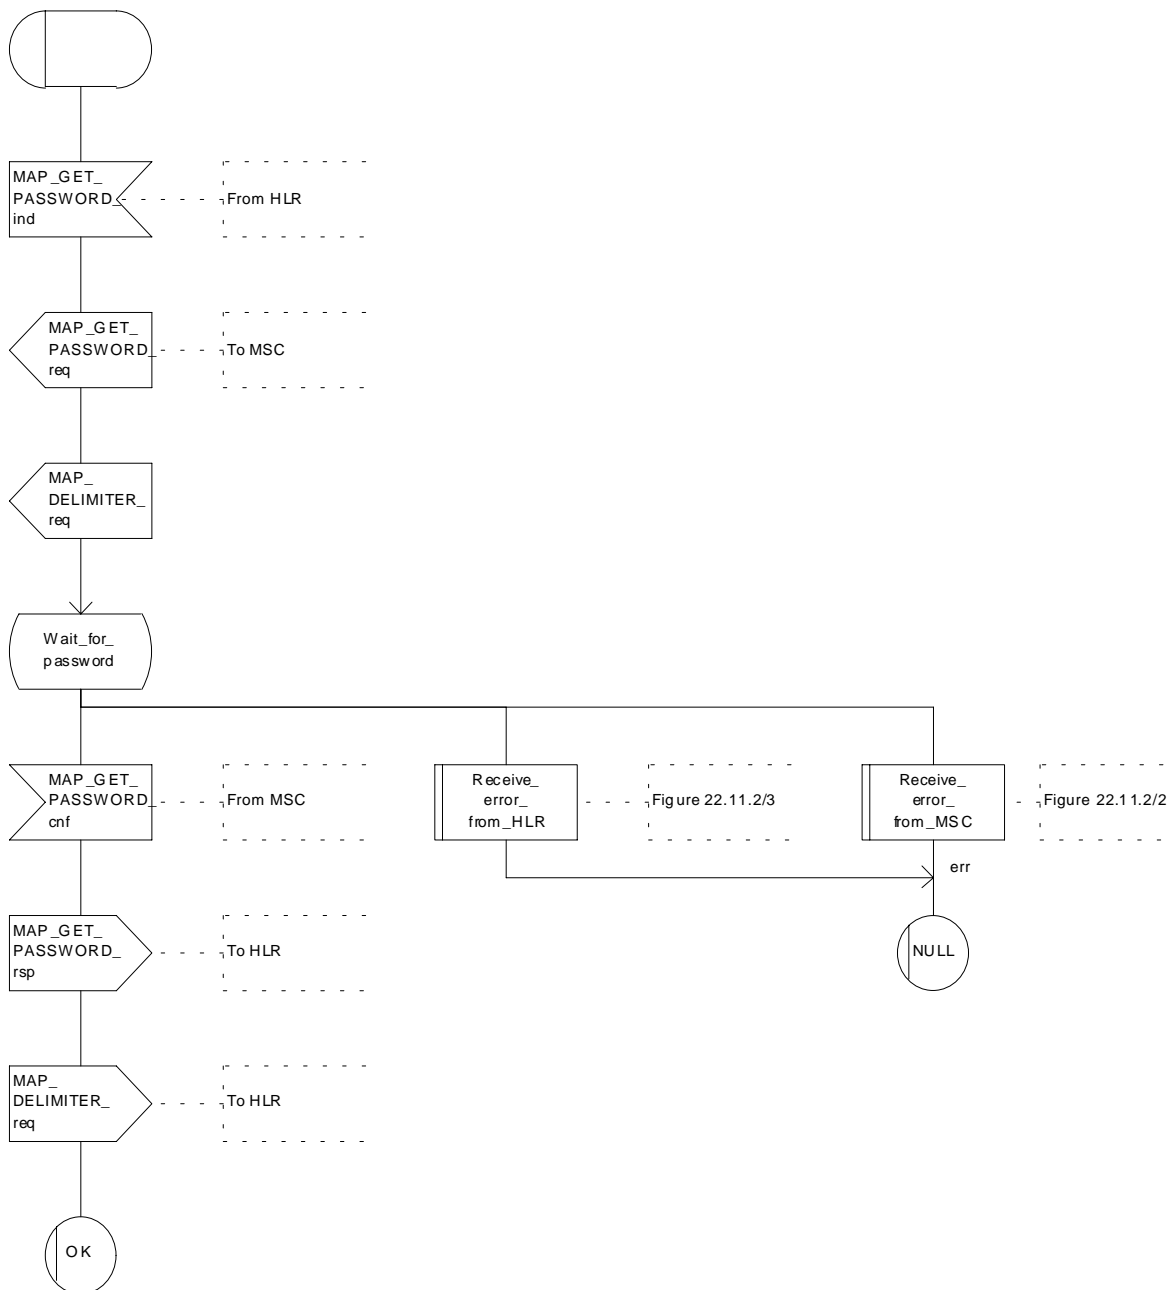 MAP_GET_
PASSWORD_
ind
From HLR
MAP_GET_
PASSWORD_
req
To MSC
MAP_
DELIMITER_
req
Wait_for_
password
MAP_GET_
PASSWORD_
cnf
From MSC
Receive_
error_
from_HLR
Figure 22.11.2/3
Receive_
error_
from_MSC
Figure 22.11.2/2
err
MAP_GET_
PASSWORD_
rsp
To HLR
NULL
MAP_
DELIMITER_
req
To HLR
OK